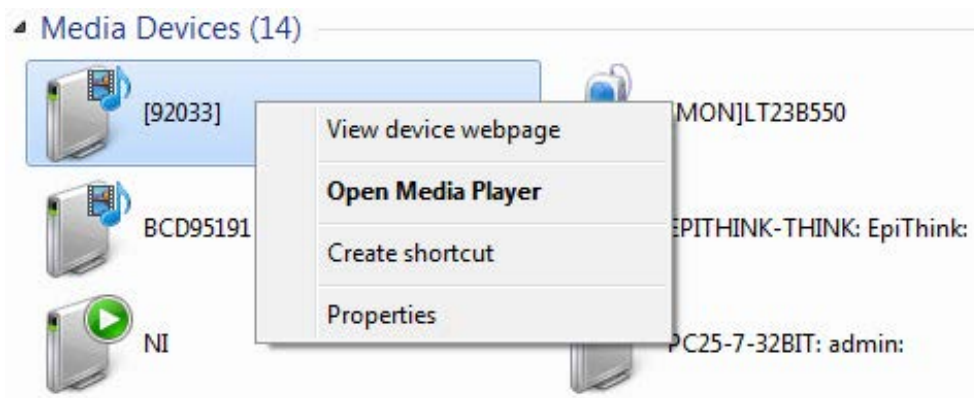 Media Devices (14)
[92033]
MON]LT23B550
BCD95191
EPITHINK-THINK: EpiThink:
NI
PC25-7-32BIT: admin:
View device webpage
Open Media Player
Create shortcut
Properties